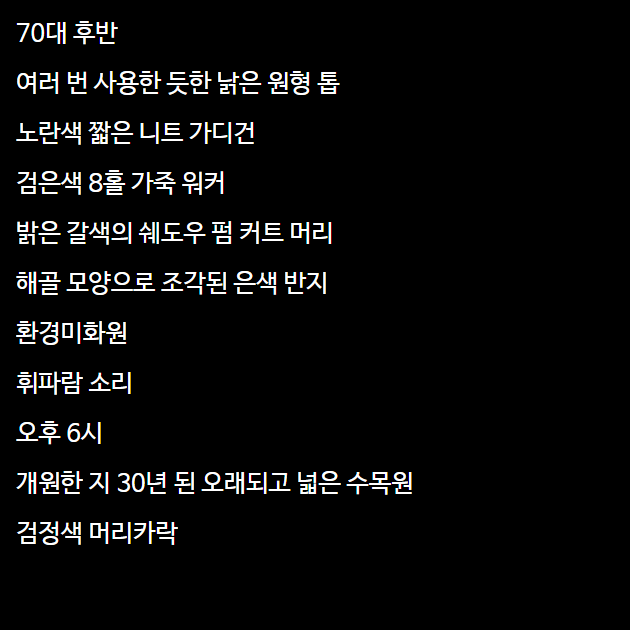 70대 후반
여러 번 사용한 듯한 낡은 원형 톱
노란색 짧은 니트 가디건
검은색 8홀 가죽 워커
밝은 갈색의 쉐도우 펌 커트 머리
해골 모양으로 조각된 은색 반지
환경미화원
휘파람 소리
오후 6시
개원한 지 30년 된 오래되고 넓은 수목원
검정색 머리카락